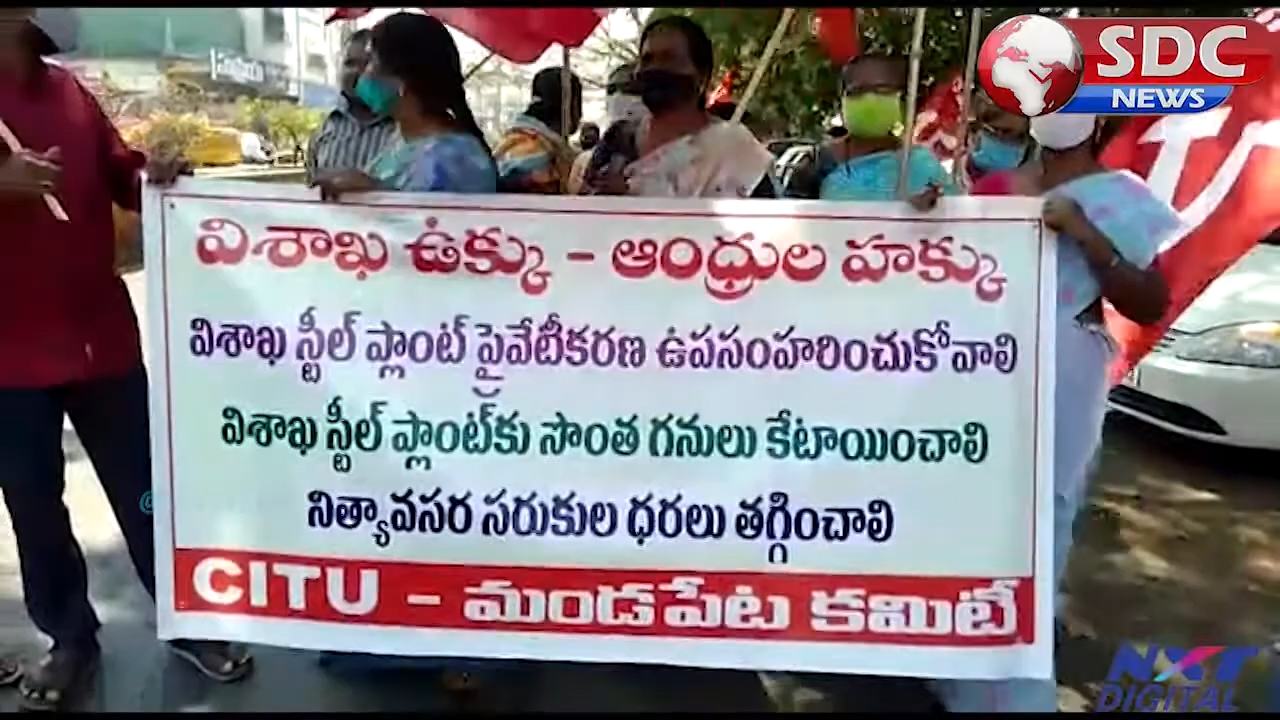 SDC
NEWS
విశాఖ ఉక్కు - ఆంధ్రుల హక్కు
విశాఖ స్టీల్ ప్లాంట్ ప్రైవేటీకరణ ఉపసంహరించుకోవాలి
విశాఖ స్టీల్ ప్లాంట్‌కు సొంత గనులు కేటాయించాలి
నిత్యావసర సరుకుల ధరలు తగ్గించాలి
CITU - మండపేట కమిటీ
NXT
DIGITAL